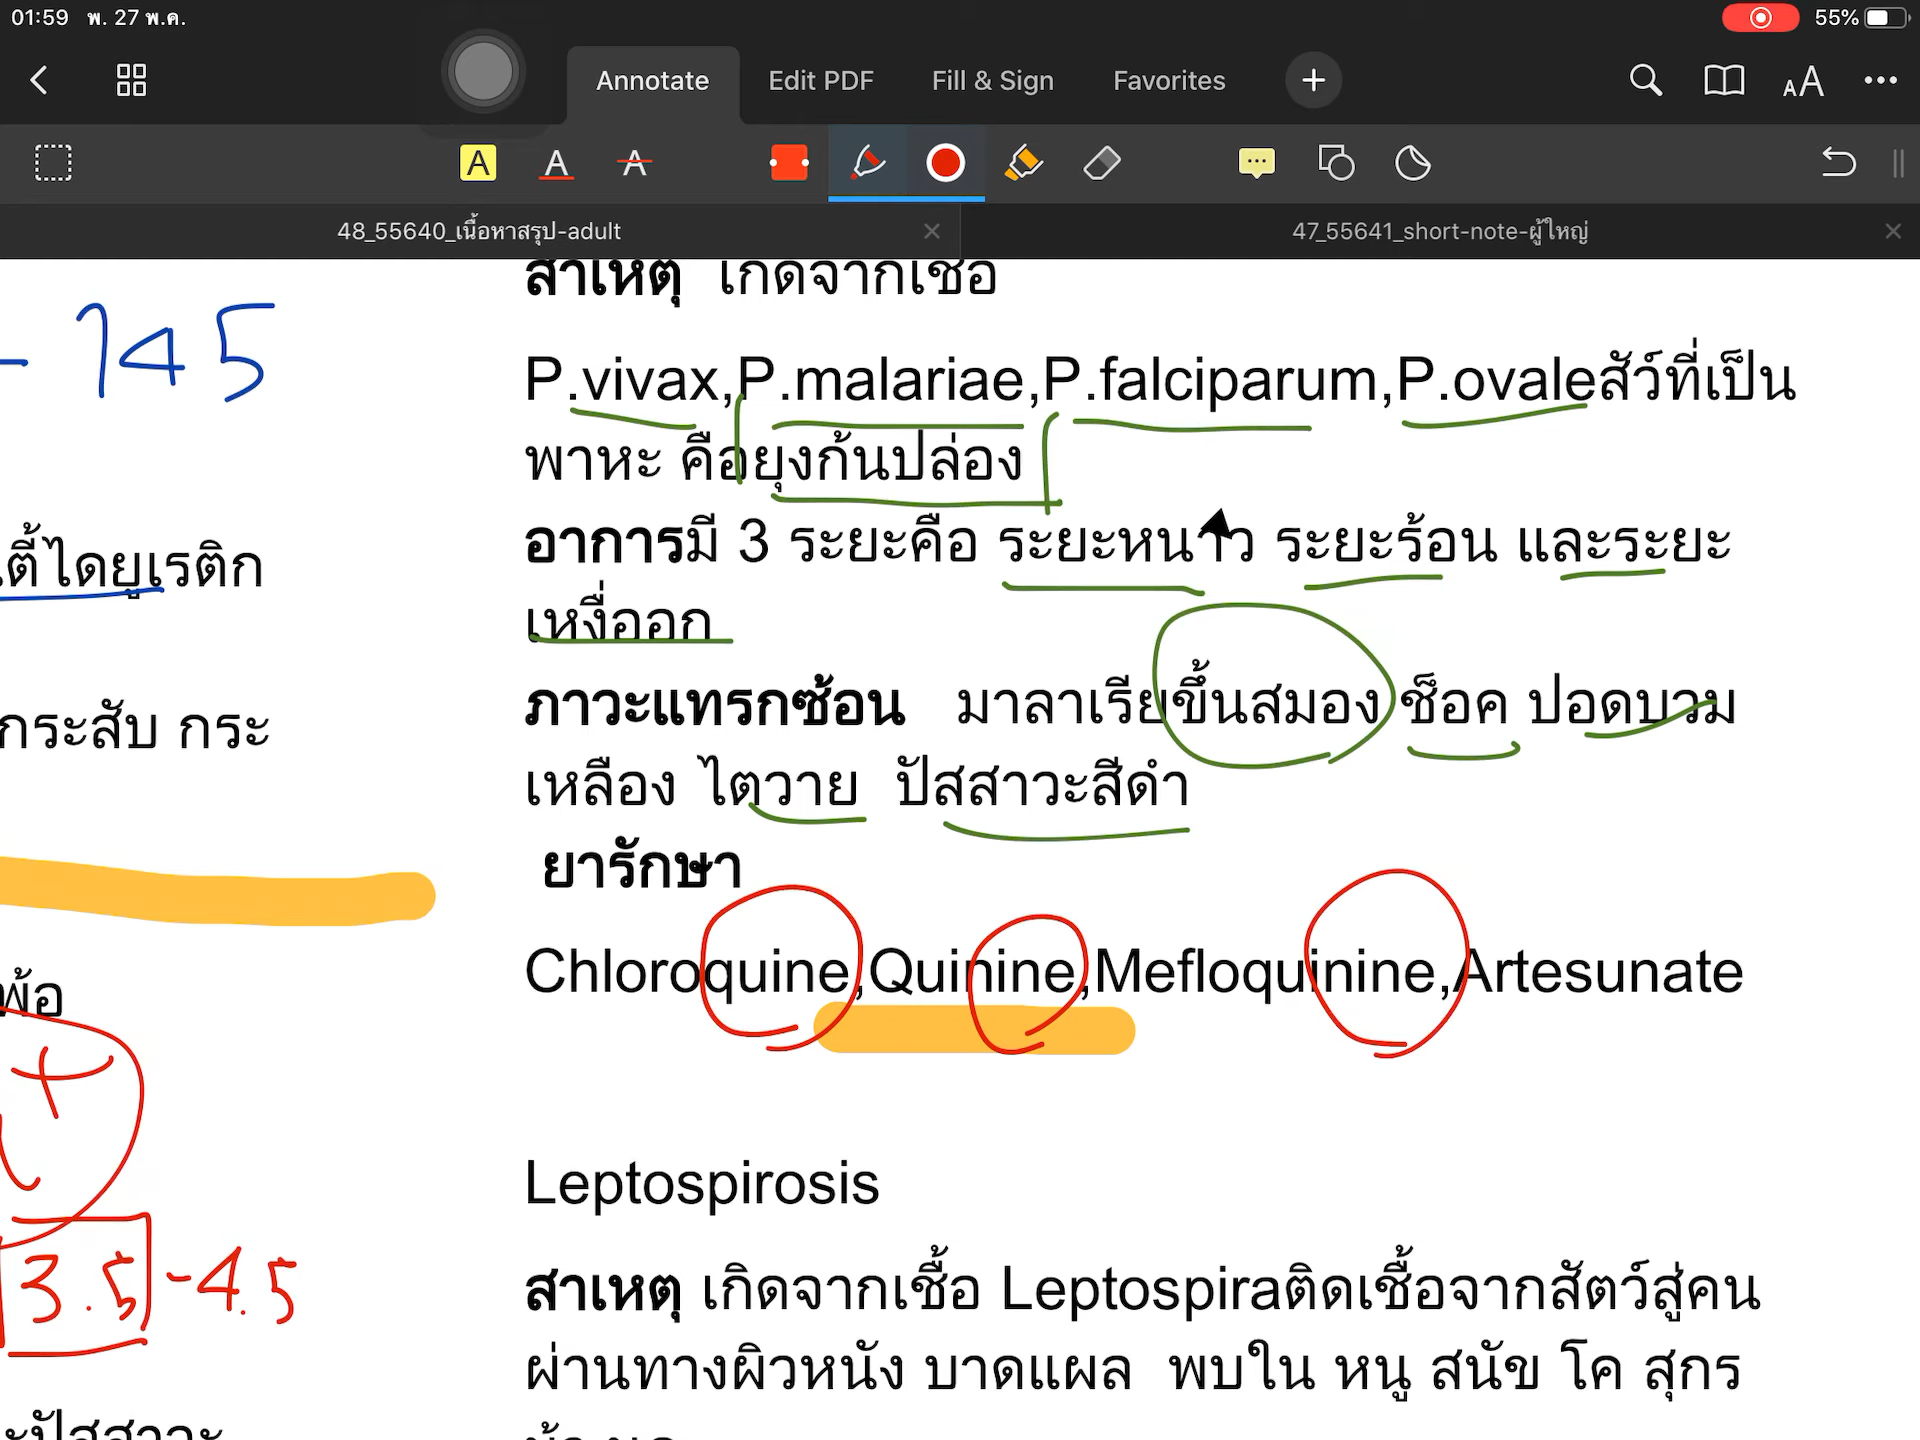 01:59 พ. 27 พ.ค.
55%
Annotate Edit PDF Fill & Sign Favorites
A A A
AA
48_55640_เนื้อหาสรุป-adult
47_55641_short-note-ผู้ใหญ่
สาเหตุ เกิดจากเชื้อ
- 145
P.vivax,P.malariae,P.falciparum,P.ovaleสัว์ที่เป็น
พาหะ คือยุงก้นปล่อง
อาการมี 3 ระยะคือ ระยะหนาว ระยะร้อน และระยะ
เหงื่ออก
ตี้ไดยูเรติก
ภาวะแทรกซ้อน มาลาเรียขึ้นสมอง ช็อค ปอดบวม
กระสับ กระ
เหลือง ไตวาย ปัสสาวะสีดำ
ยารักษา
Chloroquine,Quinine,Mefloquinine,Artesunate
พ้อ
+
Leptospirosis
3.5 - 4.5
สาเหตุ เกิดจากเชื้อ Leptospiraติดเชื้อจากสัตว์สู่คน
ผ่านทางผิวหนัง บาดแผล พบใน หนู สนัข โค สุกร
ะปัสสาวะ